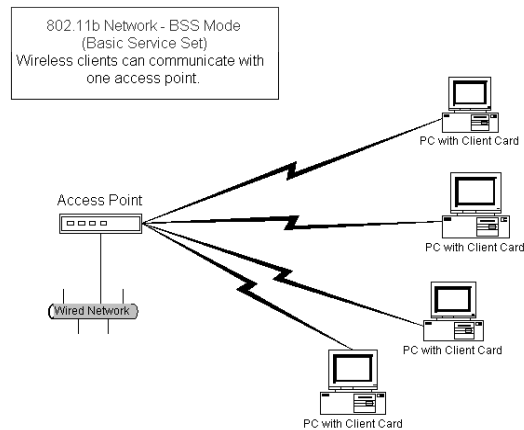 802.11b Network - BSS Mode
(Basic Service Set)
Wireless clients can communicate with
one access point.
PC with Client Card
Access Point
PC with Client Card
Wired Network
PC with Client Card
PC with Client Card